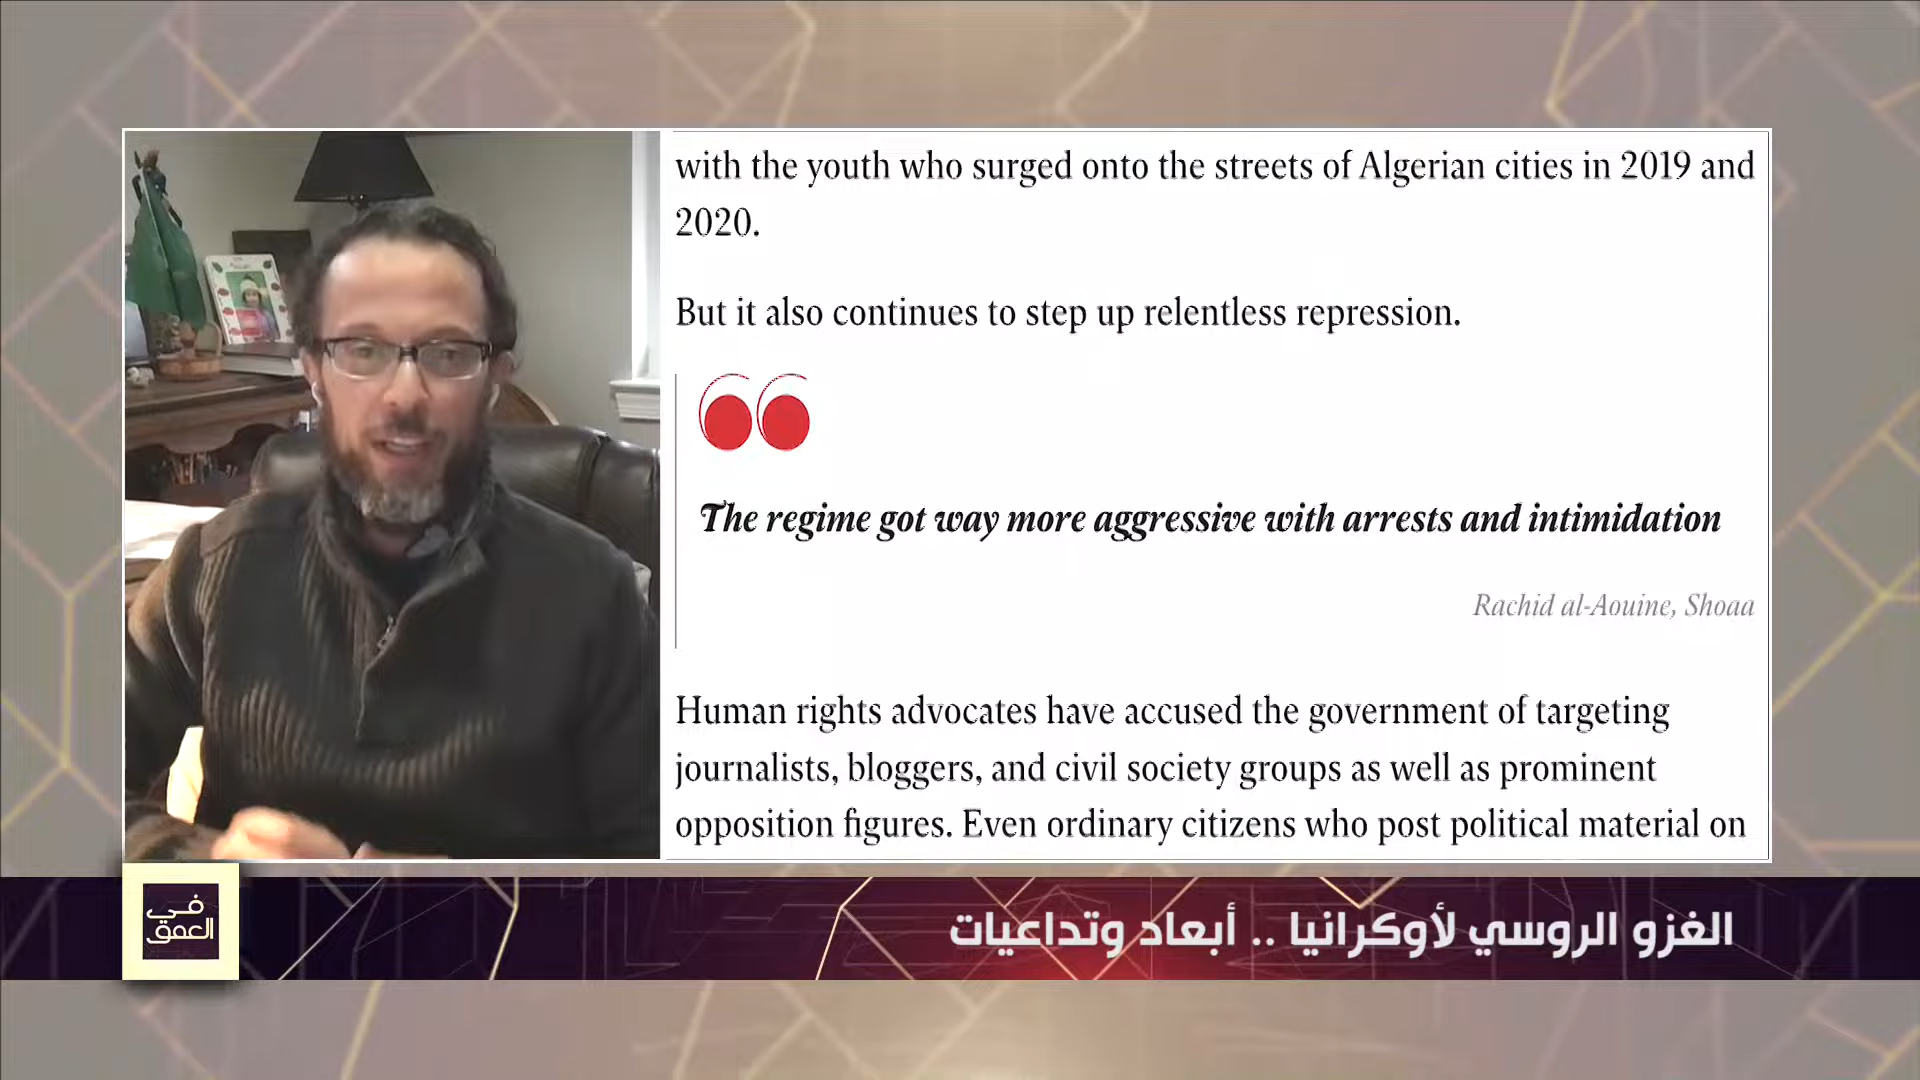 with the youth who surged onto the streets of Algerian cities in 2019 and
2020.
But it also continues to step up relentless repression.
The regime got way more aggressive with arrests and intimidation
Rachid al-Aouine, Shoaa
Human rights advocates have accused the government of targeting
journalists, bloggers, and civil society groups as well as prominent
opposition figures. Even ordinary citizens who post political material on
في
العمق
الغزو الروسي لأوكرانيا .. أبعاد وتداعيات